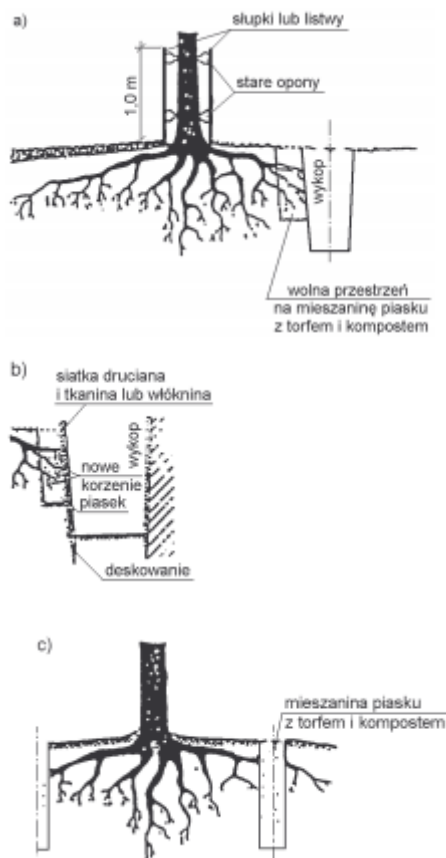 a)
słupki lub listwy
stare opony
1,0 m
wykop
wolna przestrzeń
na mieszaninę piasku
z torfem i kompostem
b)
siatka druciana
i tkanina lub włóknina
wykop
nowe
korzenie
piasek
deskowanie
c)
mieszanina piasku
z torfem i kompostem